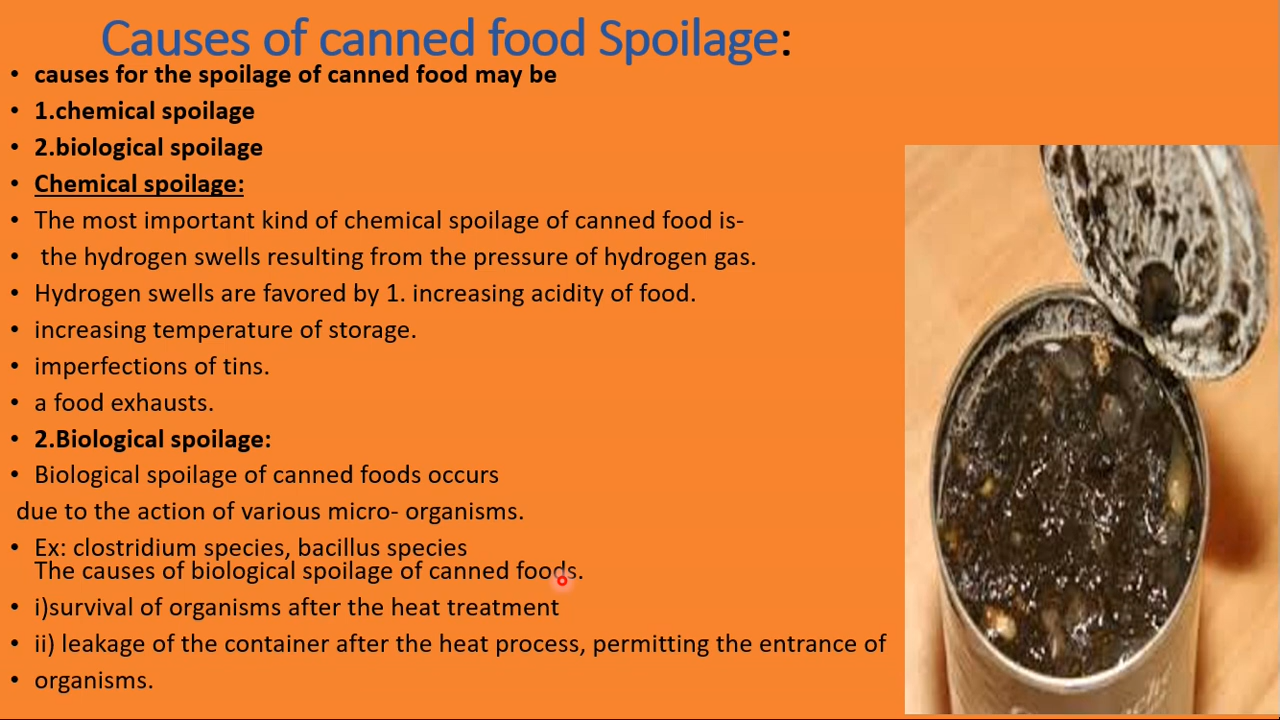 Causes of canned food Spoilage:
• causes for the spoilage of canned food may be
• 1.chemical spoilage
• 2.biological spoilage
• Chemical spoilage:
• The most important kind of chemical spoilage of canned food is-
• the hydrogen swells resulting from the pressure of hydrogen gas.
• Hydrogen swells are favored by 1. increasing acidity of food.
• increasing temperature of storage.
• imperfections of tins.
• a food exhausts.
• 2.Biological spoilage:
• Biological spoilage of canned foods occurs
due to the action of various micro- organisms.
• Ex: clostridium species, bacillus species
The causes of biological spoilage of canned foods.
• i)survival of organisms after the heat treatment
• ii) leakage of the container after the heat process, permitting the entrance of
• organisms.